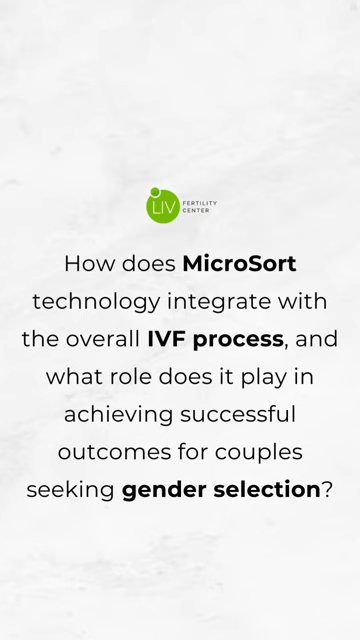 LIV FERTILITY
CENTER
How does MicroSort
technology integrate with
the overall IVF process, and
what role does it play in
achieving successful
outcomes for couples
seeking gender selection?